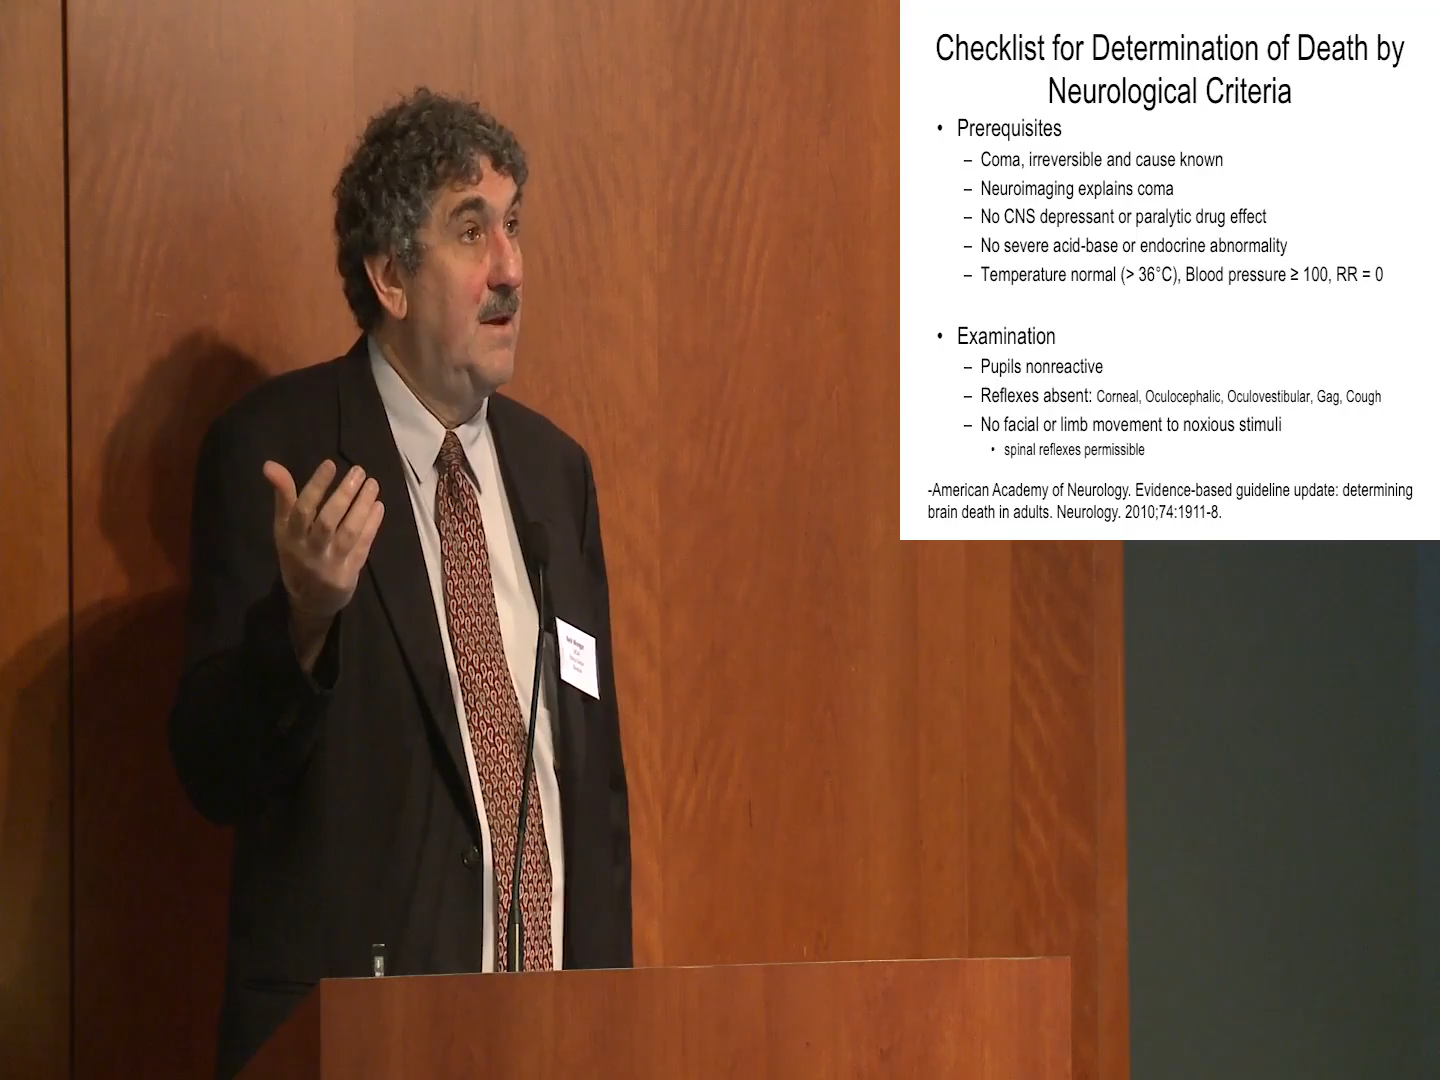 Checklist for Determination of Death by
Neurological Criteria
• Prerequisites
– Coma, irreversible and cause known
– Neuroimaging explains coma
– No CNS depressant or paralytic drug effect
– No severe acid-base or endocrine abnormality
– Temperature normal (> 36°C), Blood pressure ≥ 100, RR = 0
• Examination
– Pupils nonreactive
– Reflexes absent: Corneal, Oculocephalic, Oculovestibular, Gag, Cough
– No facial or limb movement to noxious stimuli
• spinal reflexes permissible
-American Academy of Neurology. Evidence-based guideline update: determining
brain death in adults. Neurology. 2010;74:1911-8.